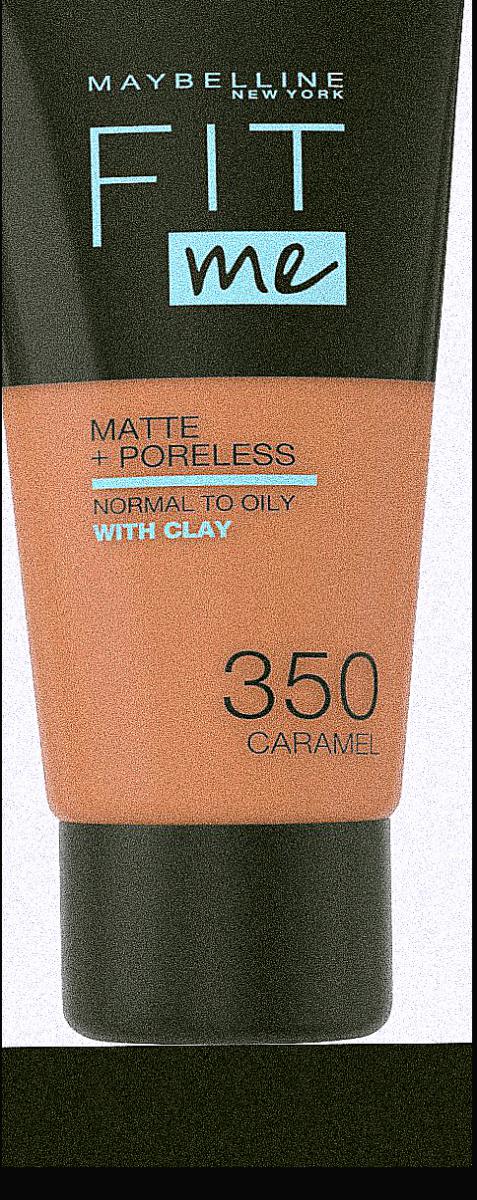 MAYBELLINE
NEW YORK
FIT
me
MATTE
+ PORELESS
NORMAL TO OILY
WITH CLAY
350
CARAMEL